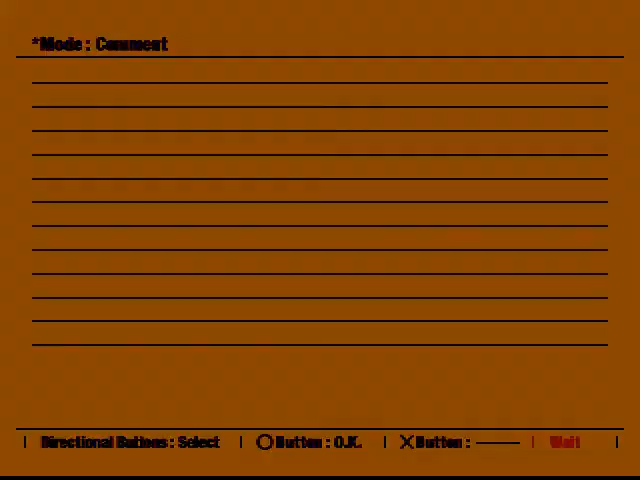 *Mode : Comment
Directional Buttons : Select | ◯Button : O.K. | ✕Button : ——— | Wait